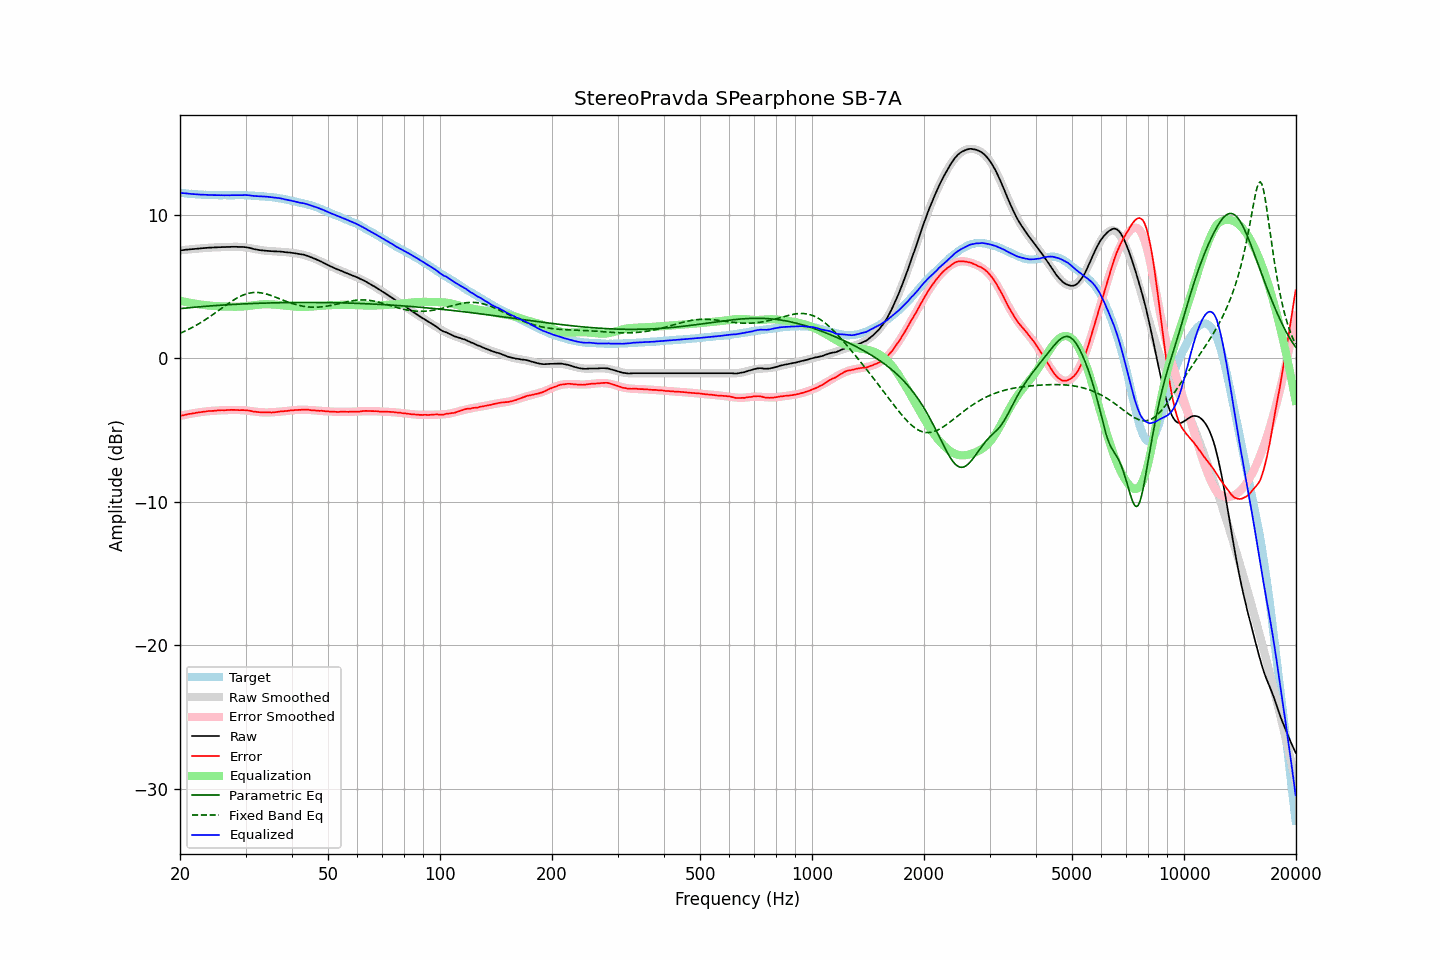 StereoPravda SPearphone SB-7A
Amplitude (dBr)
10
0
−10
−20
−30
Target
Raw Smoothed
Error Smoothed
Raw
Error
Equalization
Parametric Eq
Fixed Band Eq
Equalized
20 50 100 200 500 1000 2000 5000 10000 20000
Frequency (Hz)